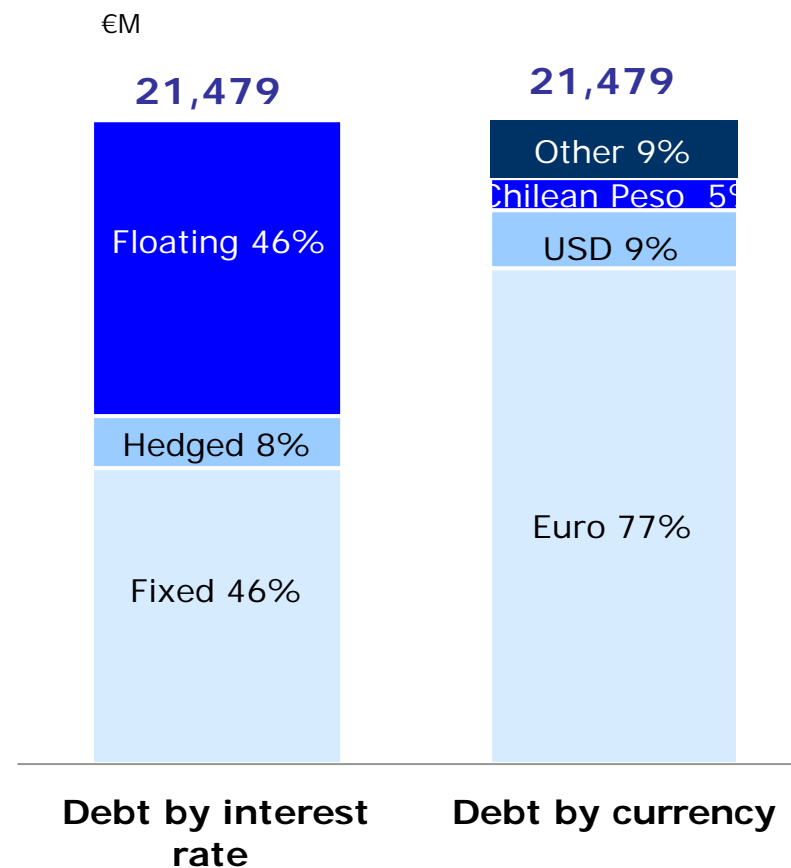 €M
21,479
Floating 46%
Hedged 8%
Fixed 46%
Debt by interest
rate
21,479
Other 9%
Chilean Peso 5%
USD 9%
Euro 77%
Debt by currency